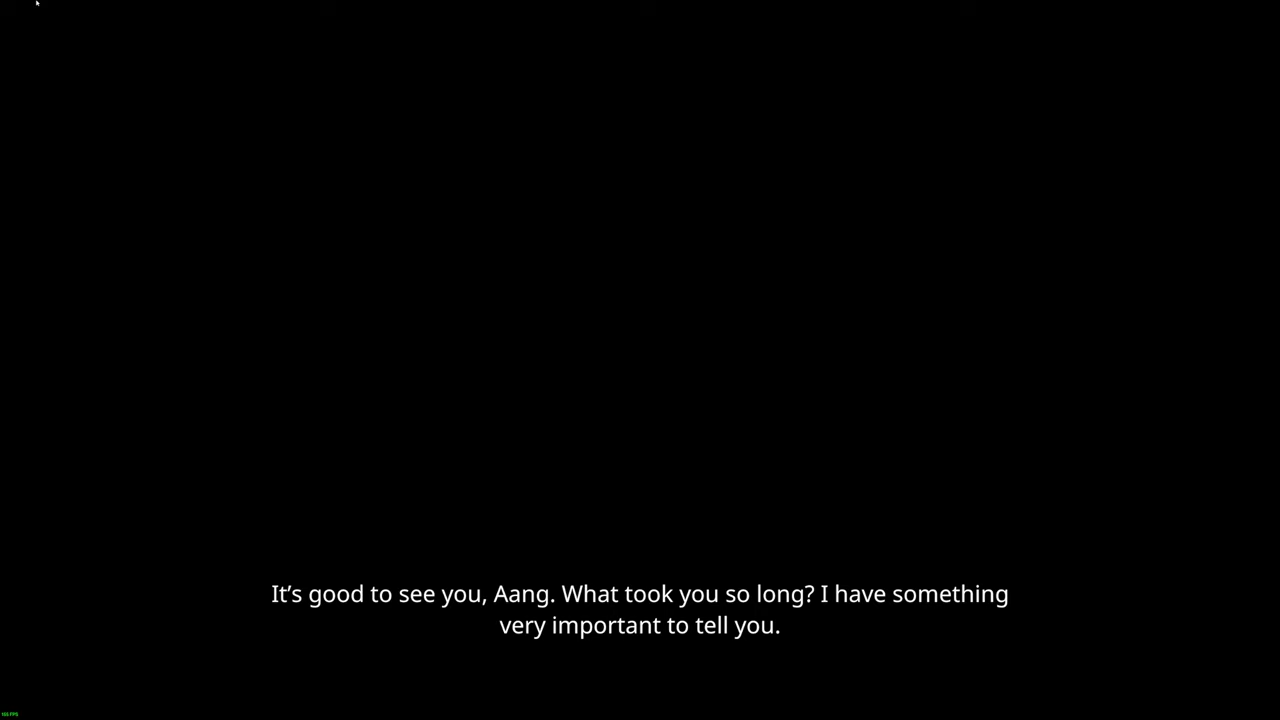 It’s good to see you, Aang. What took you so long? I have something
very important to tell you.